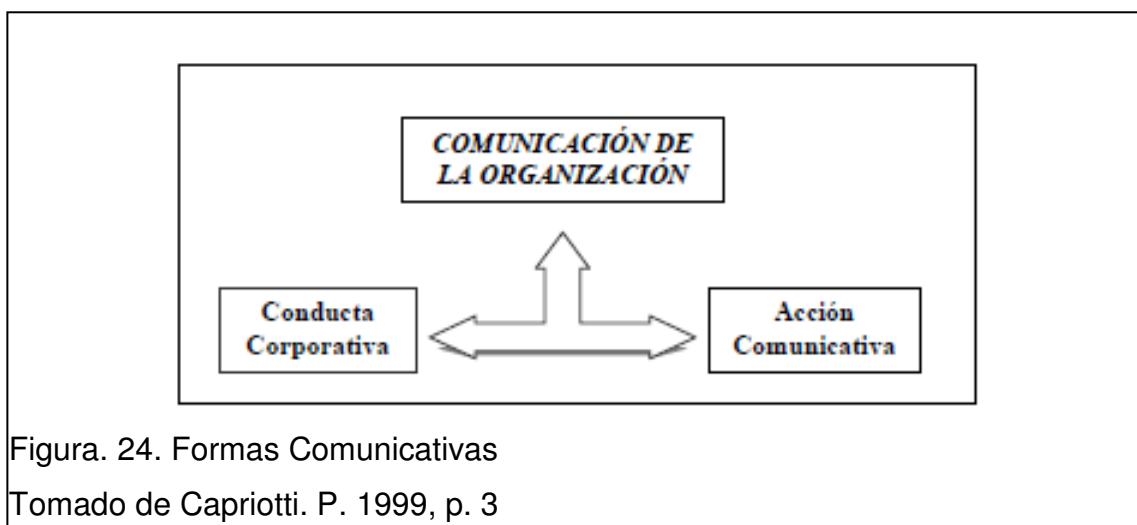 COMUNICACIÓN DE
LA ORGANIZACIÓN
Conducta
Corporativa
Acción
Comunicativa
Figura. 24. Formas Comunicativas
Tomado de Capriotti. P. 1999, p. 3